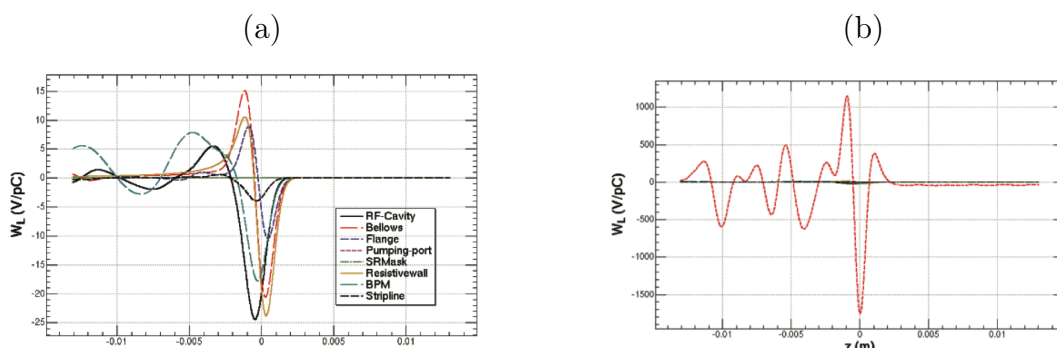 (a)
(b)
W_L (V/pC)
15
10
5
0
-5
-10
-15
-20
-25
RF-Cavity
Bellows
Flange
Pumping-port
SRMask
Resistivewall
BPM
Stripline
-0.01
-0.005
0
0.005
0.01
W_L (V/pC)
1000
500
0
-500
-1000
-1500
-0.01
-0.005
0
0.005
0.01
z (m)